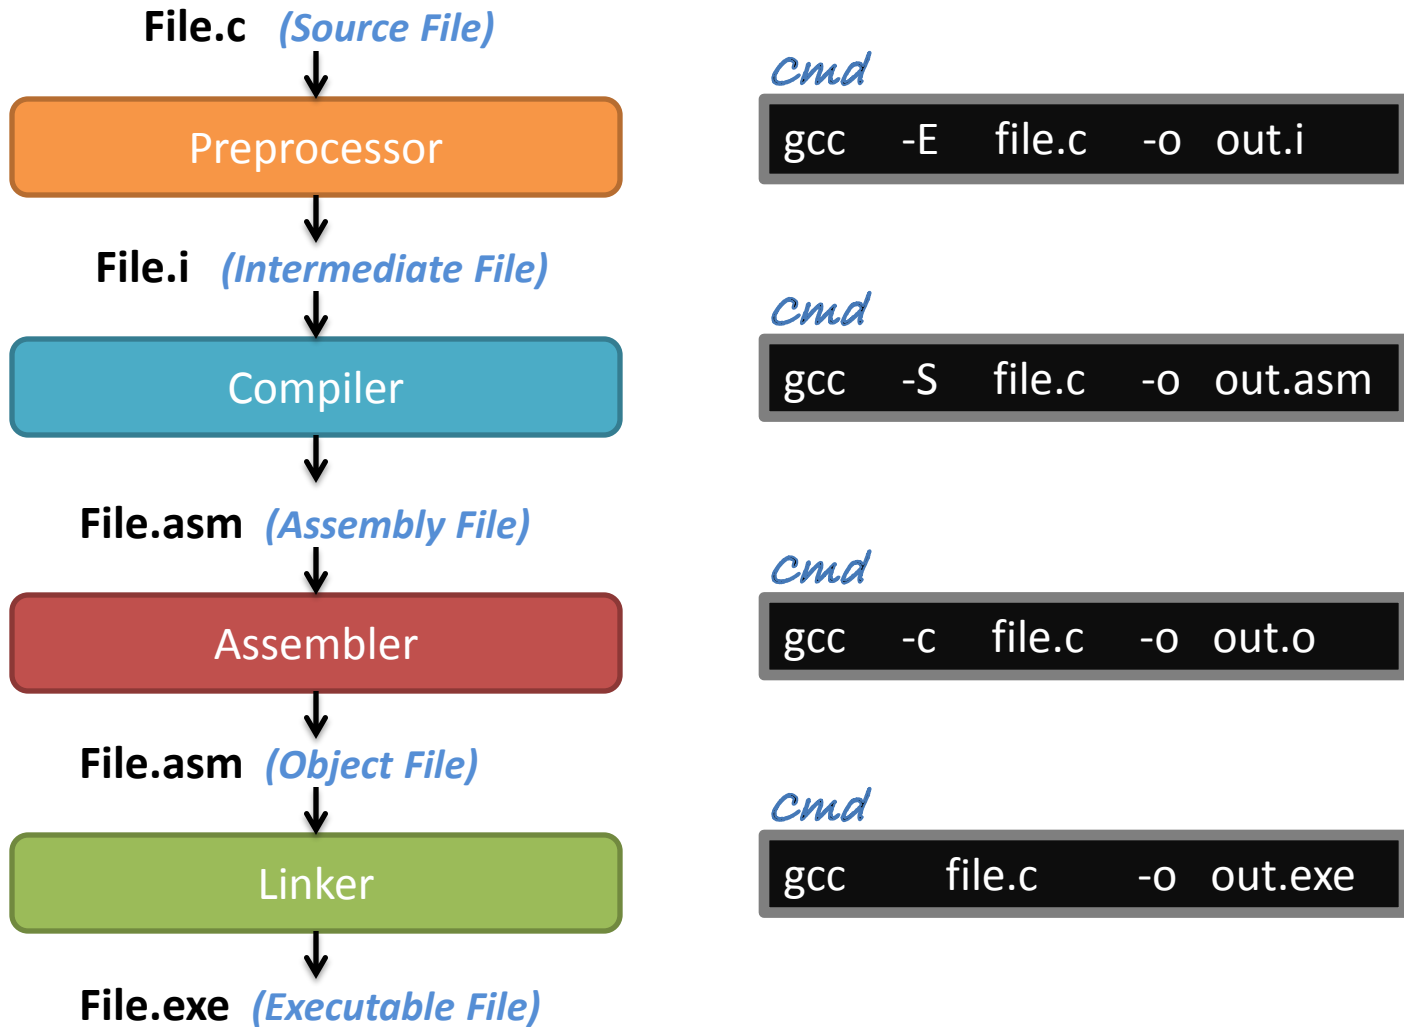 File.c (Source File)
cmd
Preprocessor
gcc -E file.c -o out.i
File.i (Intermediate File)
cmd
Compiler
gcc -S file.c -o out.asm
File.asm (Assembly File)
cmd
Assembler
gcc -c file.c -o out.o
File.asm (Object File)
cmd
Linker
gcc file.c -o out.exe
File.exe (Executable File)